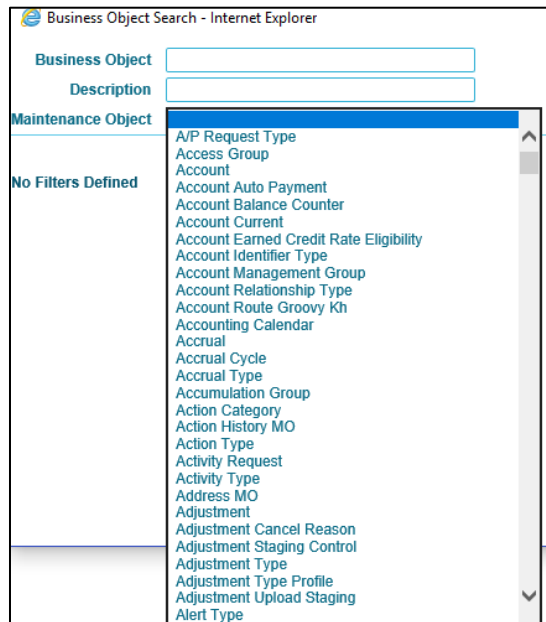 Business Object Search - Internet Explorer
Business Object
Description
Maintenance Object
No Filters Defined
A/P Request Type
Access Group
Account
Account Auto Payment
Account Balance Counter
Account Current
Account Earned Credit Rate Eligibility
Account Identifier Type
Account Management Group
Account Relationship Type
Account Route Groovy Kh
Accounting Calendar
Accrual
Accrual Cycle
Accrual Type
Accumulation Group
Action Category
Action History MO
Action Type
Activity Request
Activity Type
Address MO
Adjustment
Adjustment Cancel Reason
Adjustment Staging Control
Adjustment Type
Adjustment Type Profile
Adjustment Upload Staging
Alert Type